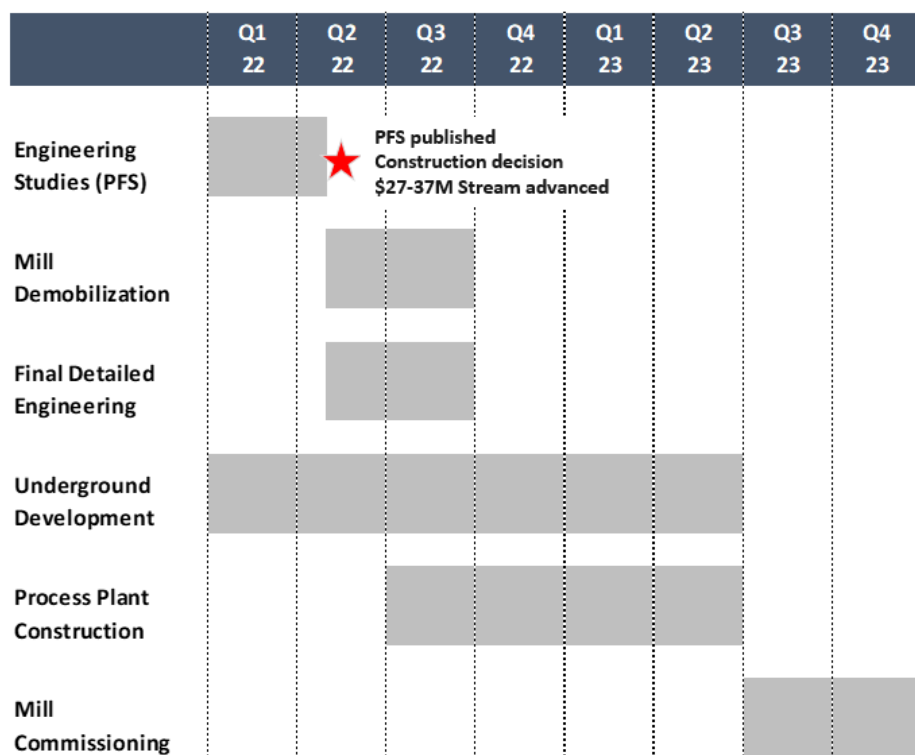 Q1 Q2 Q3 Q4 Q1 Q2 Q3 Q4
22 22 22 22 23 23 23 23
Engineering
Studies (PFS)
PFS published
Construction decision
$27-37M Stream advanced
Mill
Demobilization
Final Detailed
Engineering
Underground
Development
Process Plant
Construction
Mill
Commissioning